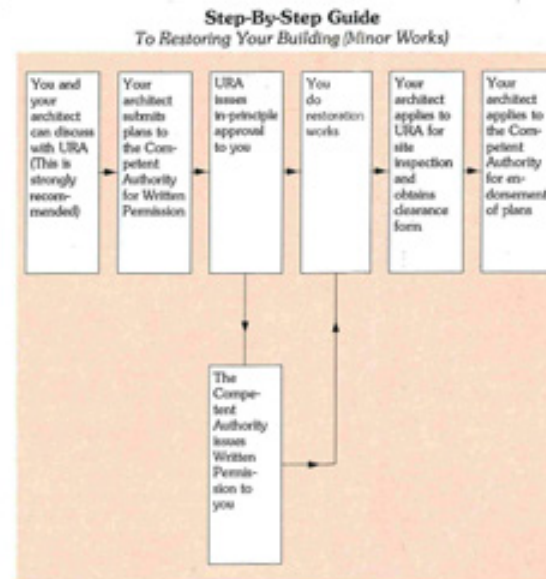 Step-By-Step Guide
To Restoring Your Building (Minor Works)
You and
your
architect
can discuss
with URA
(This is
strongly
recom-
mended)
Your
architect
submits
plans to
the Com-
petent
Authority
for Written
Permission
URA
issues
in-principle
approval
to you
You
do
restoration
works
Your
architect
applies to
URA for
site
inspection
and
obtains
clearance
form
Your
architect
applies to
the Com-
petent
Authority
for en-
dorsement
of plans
The
Compe-
tent
Authority
issues
Written
Permis-
sion to
you